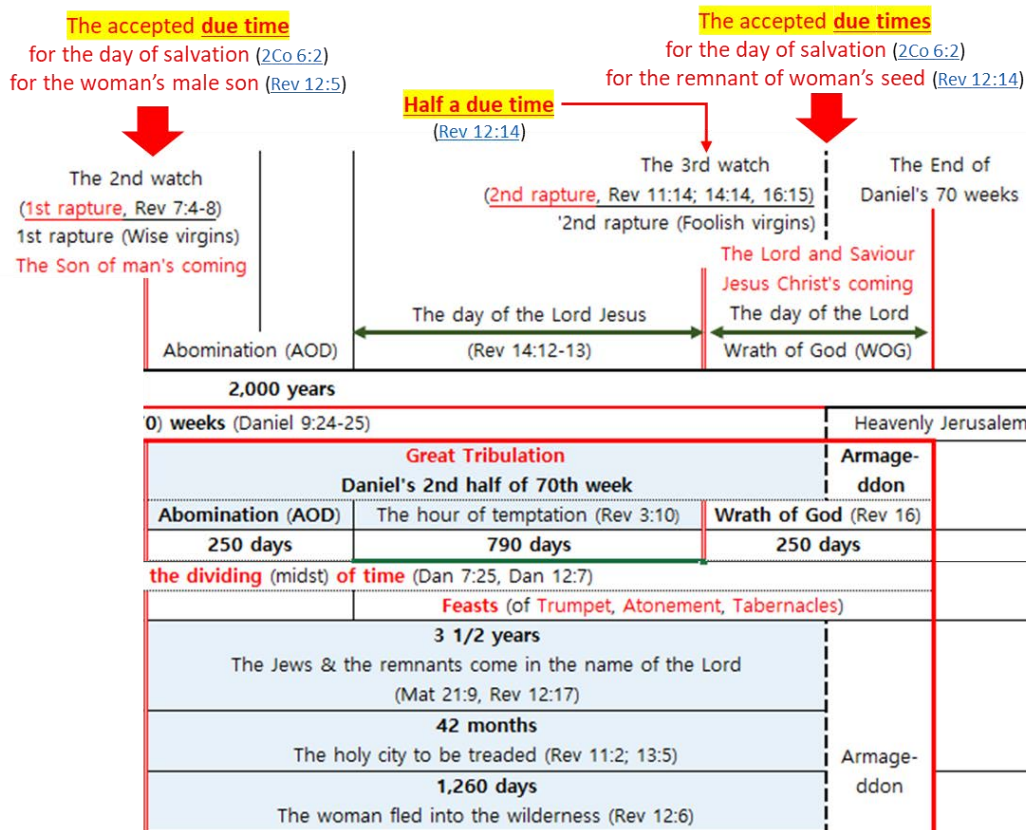 The accepted due time
for the day of salvation (2Co 6:2)
for the woman's male son (Rev 12:5)
The accepted due times
for the day of salvation (2Co 6:2)
for the remnant of woman's seed (Rev 12:14)
Half a due time
(Rev 12:14)
The 2nd watch
(1st rapture, Rev 7:4-8)
1st rapture (Wise virgins)
The Son of man's coming
The 3rd watch
(2nd rapture, Rev 11:14; 14:14, 16:15)
'2nd rapture (Foolish virgins)
The End of
Daniel's 70 weeks
The Lord and Saviour
Jesus Christ's coming
The day of the Lord Jesus
The day of the Lord
Abomination (AOD)
(Rev 14:12-13)
Wrath of God (WOG)
2,000 years
0) weeks (Daniel 9:24-25)
Heavenly Jerusalem
Great Tribulation
Daniel's 2nd half of 70th week
Armage-
ddon
Abomination (AOD)
The hour of temptation (Rev 3:10)
Wrath of God (Rev 16)
250 days
790 days
250 days
the dividing (midst) of time (Dan 7:25, Dan 12:7)
Feasts (of Trumpet, Atonement, Tabernacles)
3 1/2 years
The Jews & the remnants come in the name of the Lord
(Mat 21:9, Rev 12:17)
42 months
The holy city to be treaded (Rev 11:2; 13:5)
1,260 days
The woman fled into the wilderness (Rev 12:6)
Armage-
ddon